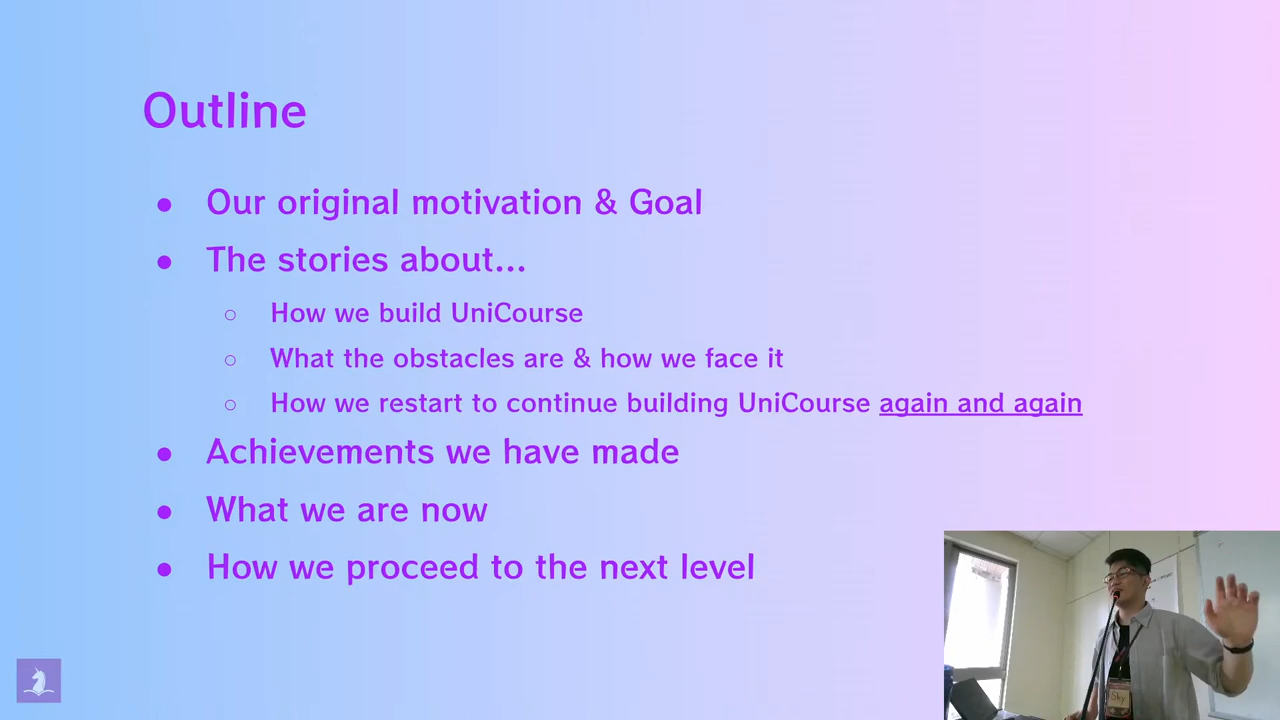 Outline
● Our original motivation & Goal
● The stories about...
○ How we build UniCourse
○ What the obstacles are & how we face it
○ How we restart to continue building UniCourse again and again
● Achievements we have made
● What we are now
● How we proceed to the next level
Sky